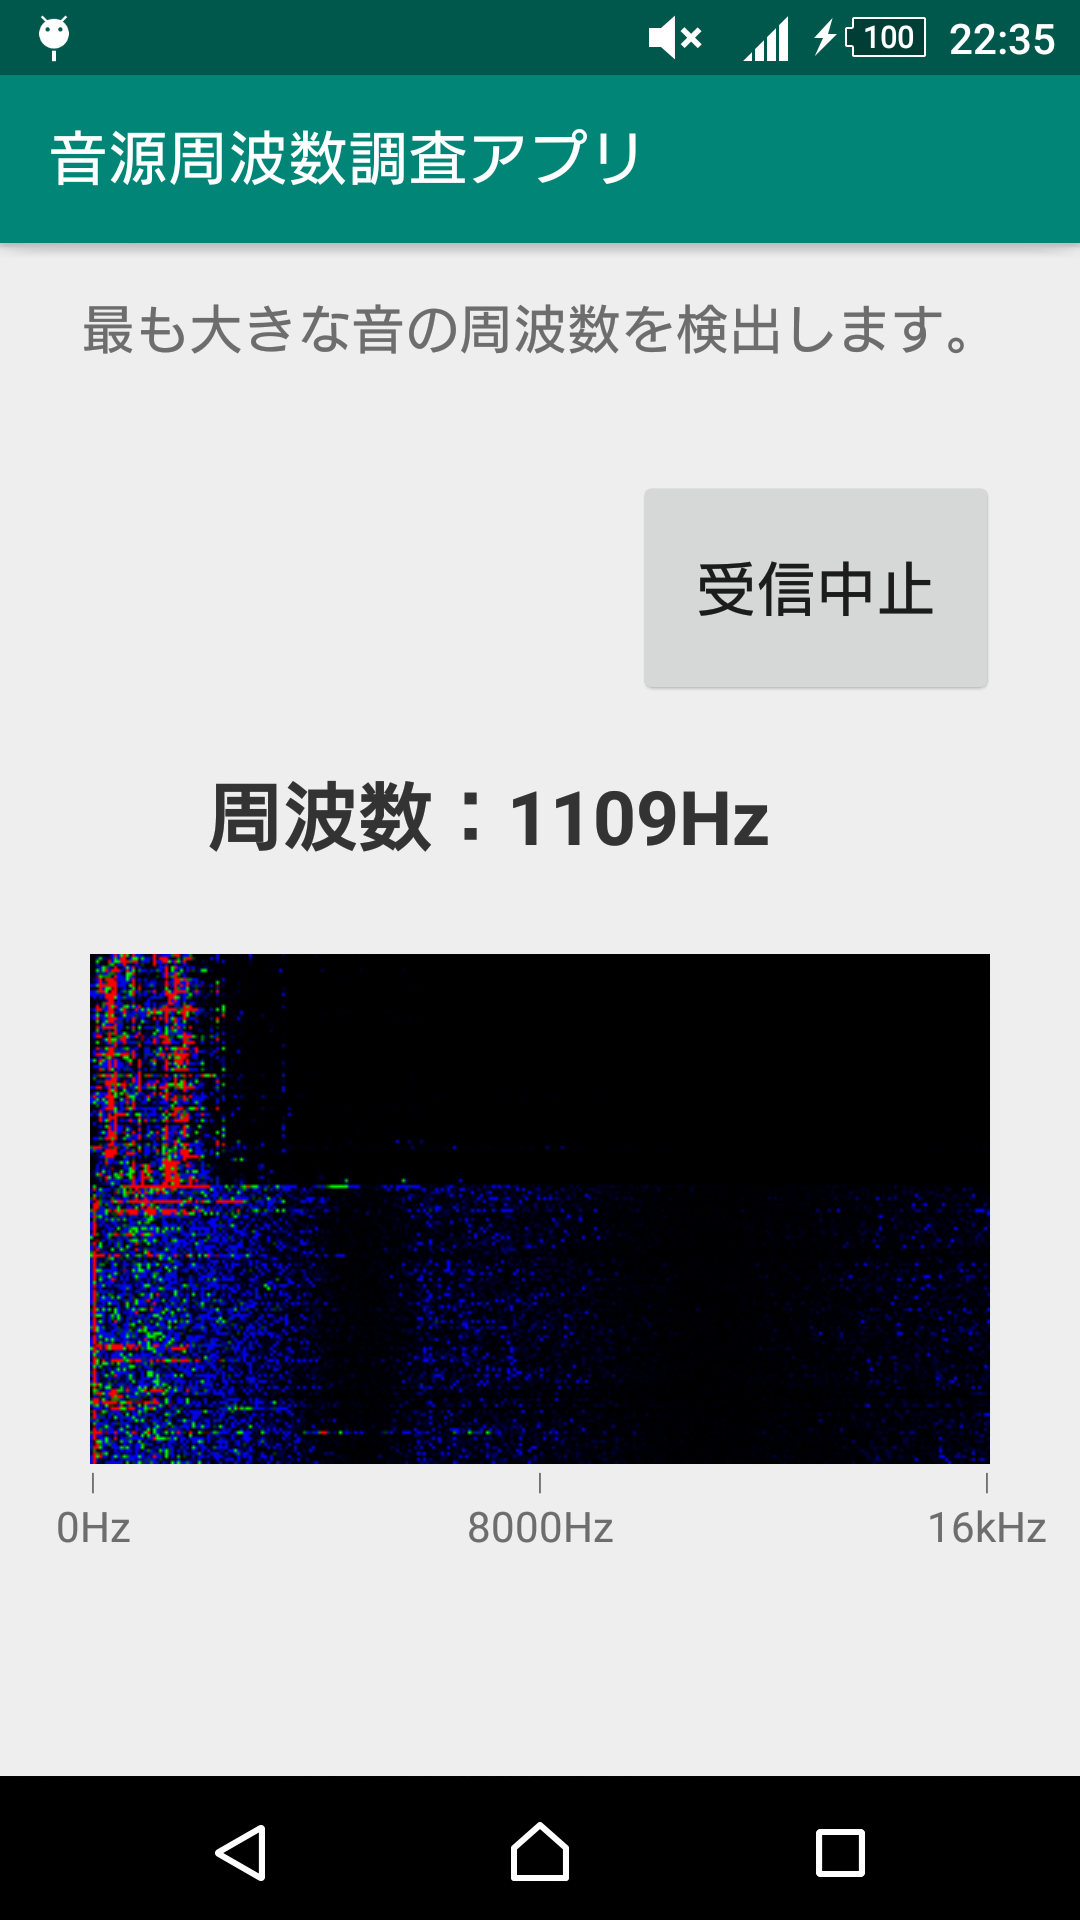 100 22:35
音源周波数調査アプリ
最も大きな音の周波数を検出します。
受信中止
周波数：1109Hz
0Hz 8000Hz 16kHz